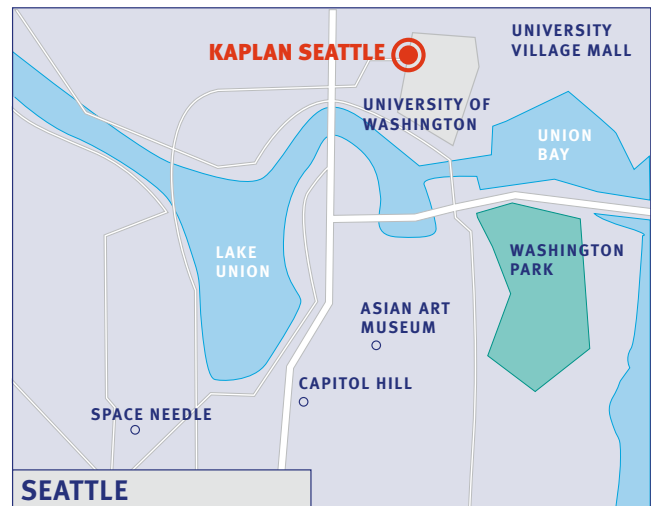 UNIVERSITY
VILLAGE MALL
KAPLAN SEATTLE
UNIVERSITY OF
WASHINGTON
UNION
BAY
LAKE
UNION
WASHINGTON
PARK
ASIAN ART
MUSEUM
CAPITOL HILL
SPACE NEEDLE
SEATTLE